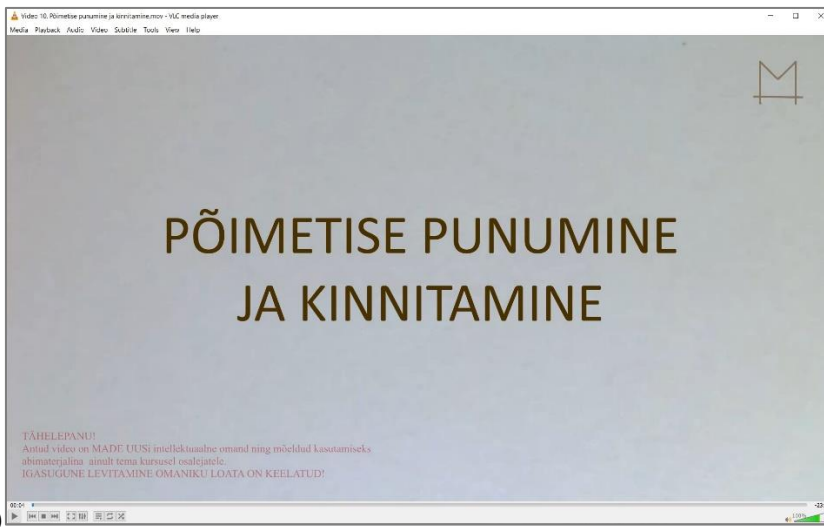 Video 10. Põimetise punumine ja kinnitamine.mov - VLC media player
Media Playback Audio Video Subtitle Tools View Help
PÕIMETISE PUNUMINE
JA KINNITAMINE
TÄHELEPANU!
Antud video on MADE UUSi intellektuaalne omand ning mõeldud kasutamiseks
abimaterjalina ainult tema kursusel osalejatele.
IGASUGUNE LEVITAMINE OMANIKU LOATA ON KEELATUD!
00:04